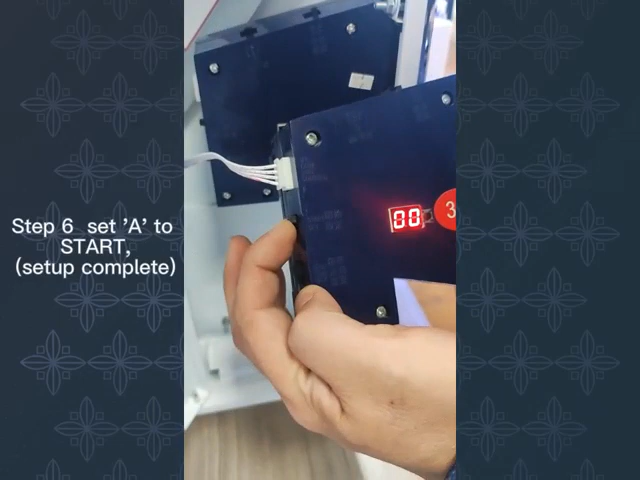 Step 6 set 'A' to
START,
(setup complete)
00
3